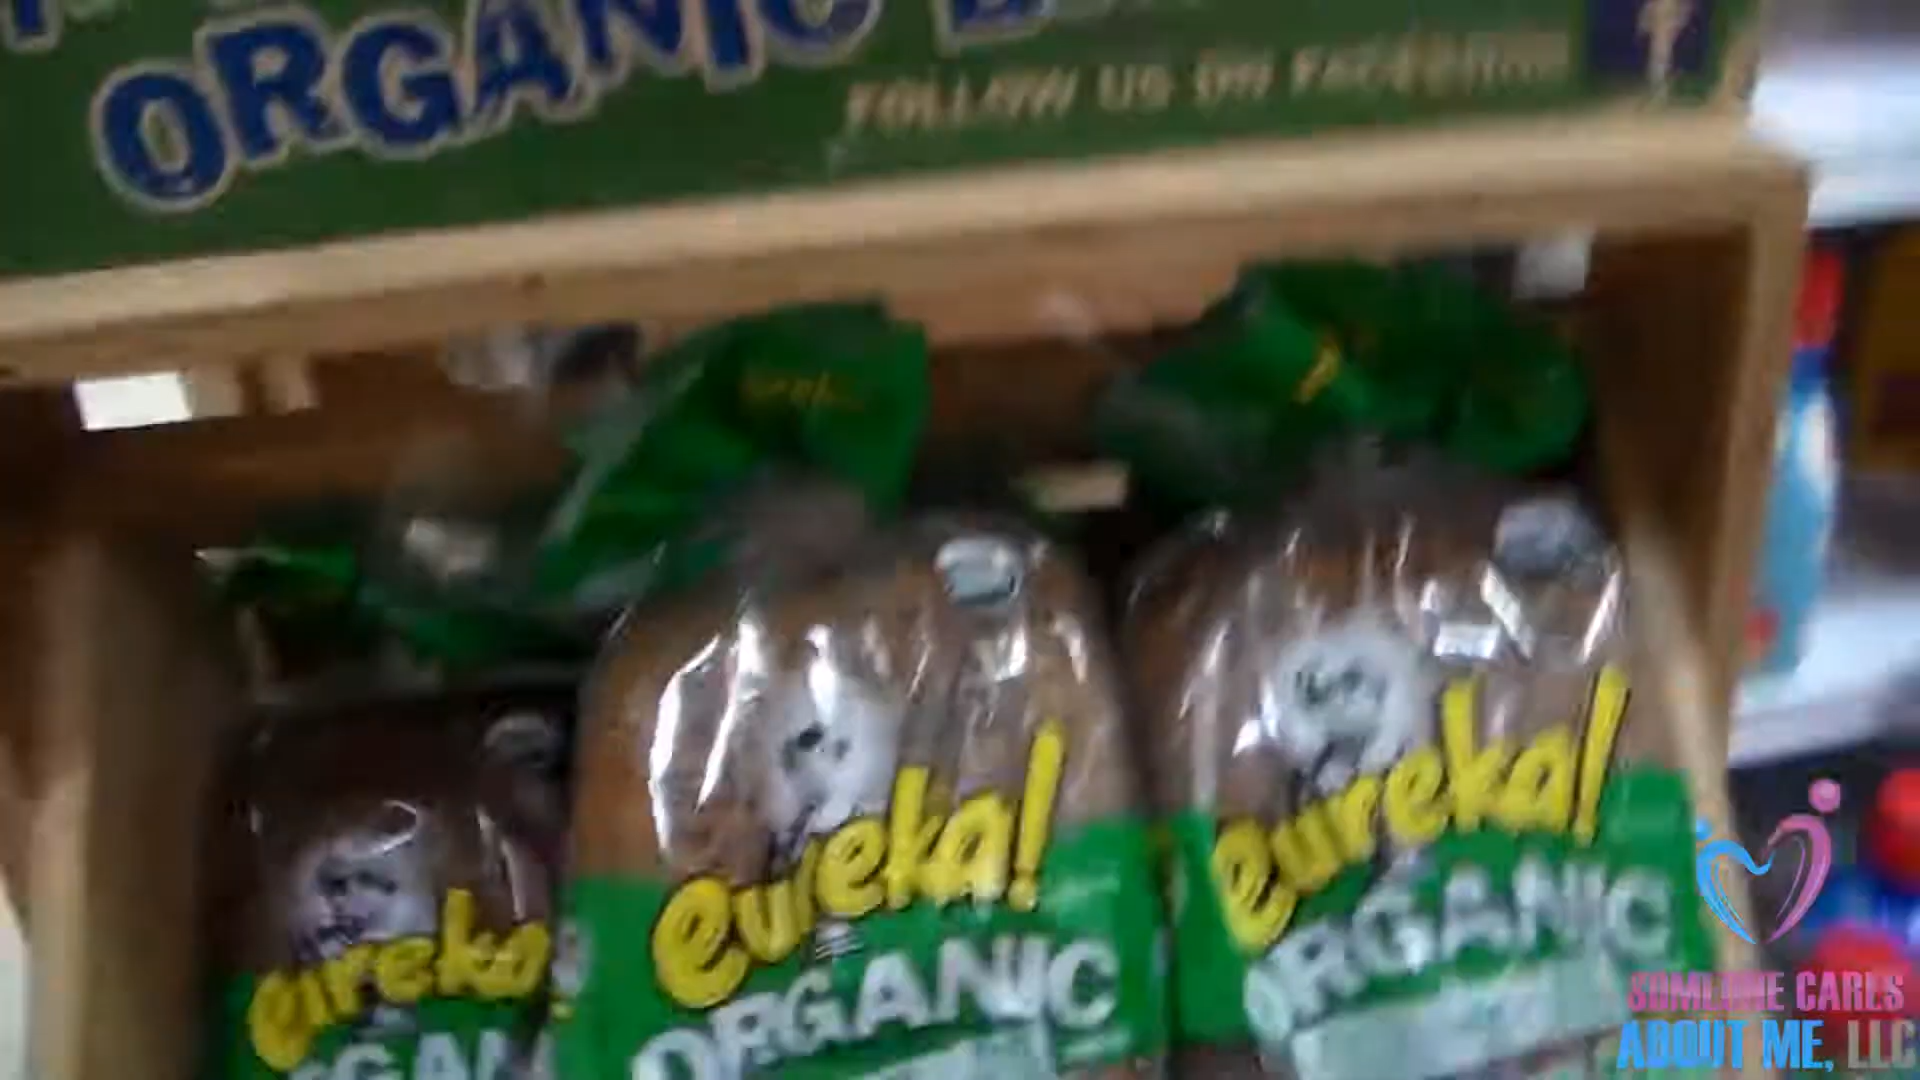 ORGANIC
FOLLOW US ON FACEBOOK
eureka!
ORGANIC
eureka!
ORGANIC
eureka!
SOMEONE CARES
ABOUT ME, LLC